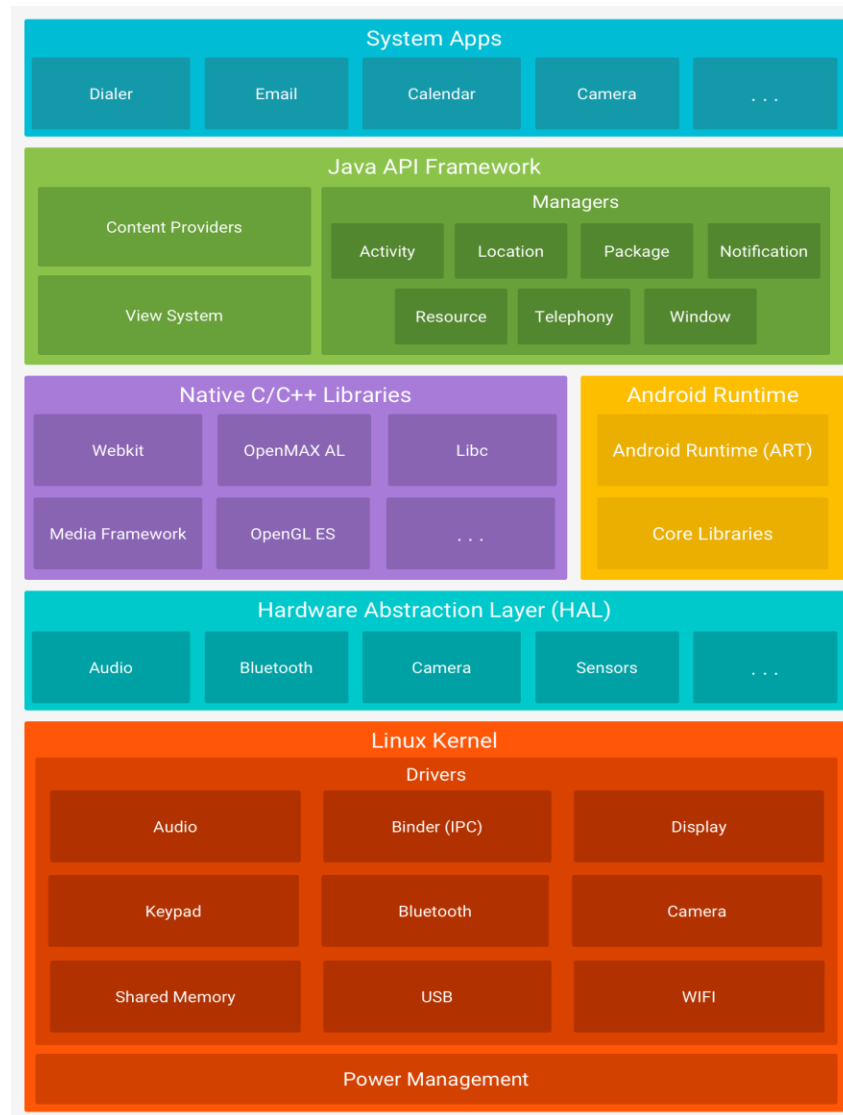 System Apps
Dialer
Email
Calendar
Camera
. . .
Java API Framework
Content Providers
View System
Managers
Activity
Location
Package
Notification
Resource
Telephony
Window
Native C/C++ Libraries
Webkit
OpenMAX AL
Libc
Media Framework
OpenGL ES
. . .
Android Runtime
Android Runtime (ART)
Core Libraries
Hardware Abstraction Layer (HAL)
Audio
Bluetooth
Camera
Sensors
. . .
Linux Kernel
Drivers
Audio
Binder (IPC)
Display
Keypad
Bluetooth
Camera
Shared Memory
USB
WIFI
Power Management